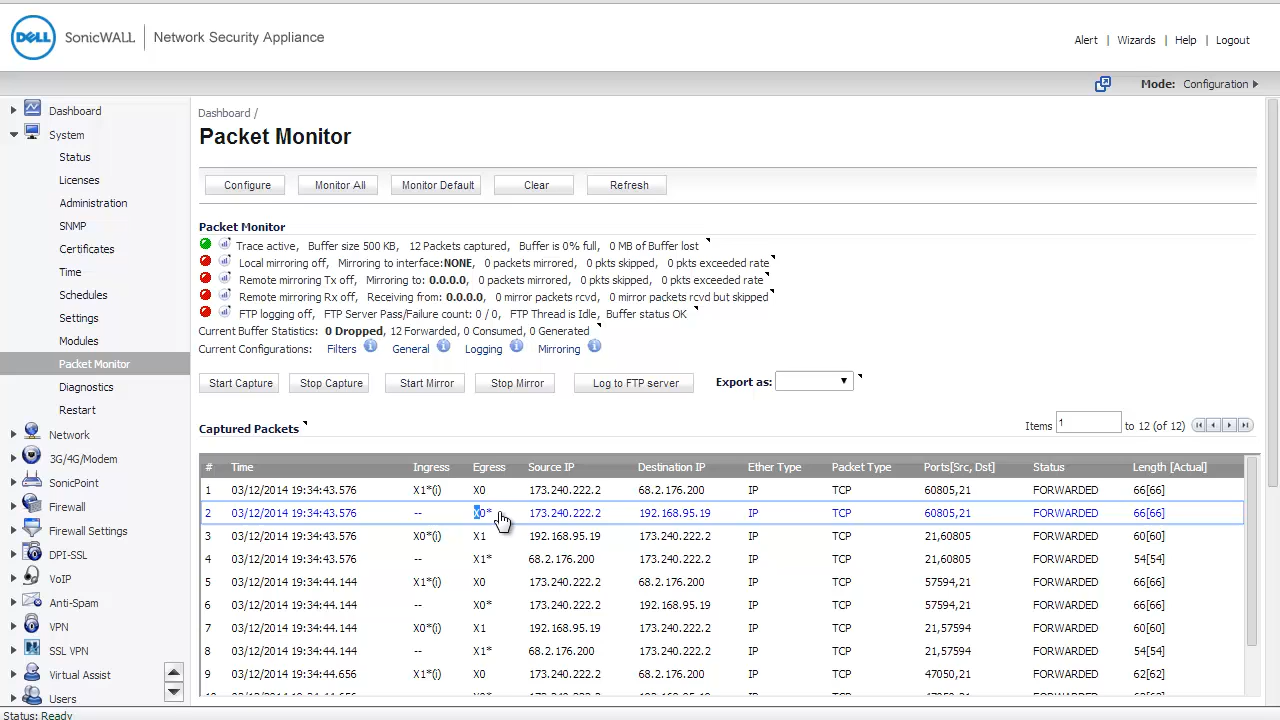 DELL SonicWALL | Network Security Appliance
Alert | Wizards | Help | Logout
Mode: Configuration
Dashboard
System
Status
Licenses
Administration
SNMP
Certificates
Time
Schedules
Settings
Modules
Packet Monitor
Diagnostics
Restart
Network
3G/4G/Modem
SonicPoint
Firewall
Firewall Settings
DPI-SSL
VoIP
Anti-Spam
VPN
SSL VPN
Virtual Assist
Users
Status: Ready
Dashboard /
Packet Monitor
Configure Monitor All Monitor Default Clear Refresh
Packet Monitor
Trace active, Buffer size 500 KB, 12 Packets captured, Buffer is 0% full, 0 MB of Buffer lost
Local mirroring off, Mirroring to interface:NONE, 0 packets mirrored, 0 pkts skipped, 0 pkts exceeded rate
Remote mirroring Tx off, Mirroring to: 0.0.0.0, 0 packets mirrored, 0 pkts skipped, 0 pkts exceeded rate
Remote mirroring Rx off, Receiving from: 0.0.0.0, 0 mirror packets rcvd, 0 mirror packets rcvd but skipped
FTP logging off, FTP Server Pass/Failure count: 0 / 0, FTP Thread is Idle, Buffer status OK
Current Buffer Statistics: 0 Dropped, 12 Forwarded, 0 Consumed, 0 Generated
Current Configurations: Filters General Logging Mirroring
Start Capture Stop Capture Start Mirror Stop Mirror Log to FTP server Export as:
Captured Packets Items 1 to 12 (of 12)
# Time Ingress Egress Source IP Destination IP Ether Type Packet Type Ports[Src, Dst] Status Length [Actual]
1 03/12/2014 19:34:43.576 X1*(i) X0 173.240.222.2 68.2.176.200 IP TCP 60805,21 FORWARDED 66[66]
2 03/12/2014 19:34:43.576 -- X0* 173.240.222.2 192.168.95.19 IP TCP 60805,21 FORWARDED 66[66]
3 03/12/2014 19:34:43.576 X0*(i) X1 192.168.95.19 173.240.222.2 IP TCP 21,60805 FORWARDED 60[60]
4 03/12/2014 19:34:43.576 -- X1* 68.2.176.200 173.240.222.2 IP TCP 21,60805 FORWARDED 54[54]
5 03/12/2014 19:34:44.144 X1*(i) X0 173.240.222.2 68.2.176.200 IP TCP 57594,21 FORWARDED 66[66]
6 03/12/2014 19:34:44.144 -- X0* 173.240.222.2 192.168.95.19 IP TCP 57594,21 FORWARDED 66[66]
7 03/12/2014 19:34:44.144 X0*(i) X1 192.168.95.19 173.240.222.2 IP TCP 21,57594 FORWARDED 60[60]
8 03/12/2014 19:34:44.144 -- X1* 68.2.176.200 173.240.222.2 IP TCP 21,57594 FORWARDED 54[54]
9 03/12/2014 19:34:44.656 X1*(i) X0 173.240.222.2 68.2.176.200 IP TCP 47050,21 FORWARDED 62[62]